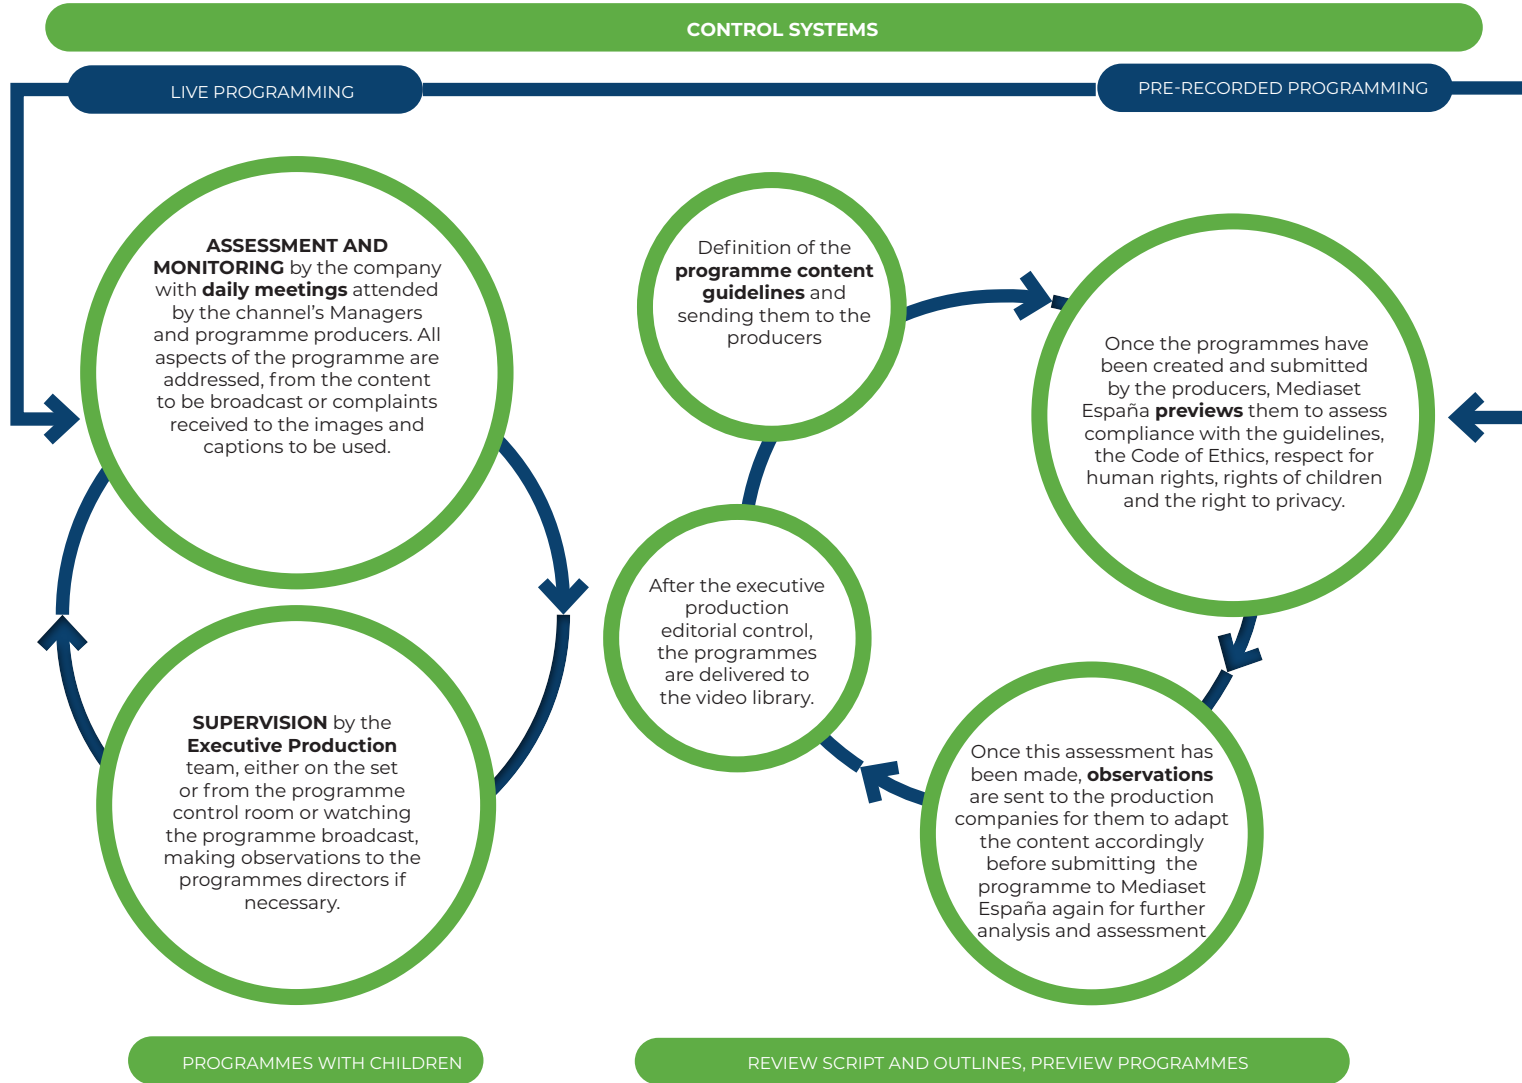 CONTROL SYSTEMS
LIVE PROGRAMMING
PRE-RECORDED PROGRAMMING
ASSESSMENT AND
MONITORING by the company
with daily meetings attended
by the channel’s Managers
and programme producers. All
aspects of the programme are
addressed, from the content
to be broadcast or complaints
received to the images and
captions to be used.
SUPERVISION by the
Executive Production
team, either on the set
or from the programme
control room or watching
the programme broadcast,
making observations to the
programmes directors if
necessary.
Definition of the
programme content
guidelines and
sending them to the
producers
Once the programmes have
been created and submitted
by the producers, Mediaset
España previews them to assess
compliance with the guidelines,
the Code of Ethics, respect for
human rights, rights of children
and the right to privacy.
Once this assessment has
been made, observations
are sent to the production
companies for them to adapt
the content accordingly
before submitting the
programme to Mediaset
España again for further
analysis and assessment
After the executive
production
editorial control,
the programmes
are delivered to
the video library.
PROGRAMMES WITH CHILDREN
REVIEW SCRIPT AND OUTLINES, PREVIEW PROGRAMMES